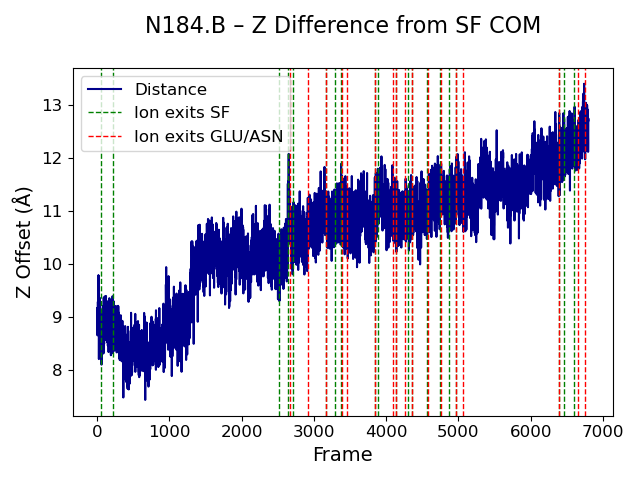 N184.B – Z Difference from SF COM
Distance
Ion exits SF
Ion exits GLU/ASN
Z Offset (Å)
13
12
11
10
9
8
0 1000 2000 3000 4000 5000 6000 7000
Frame